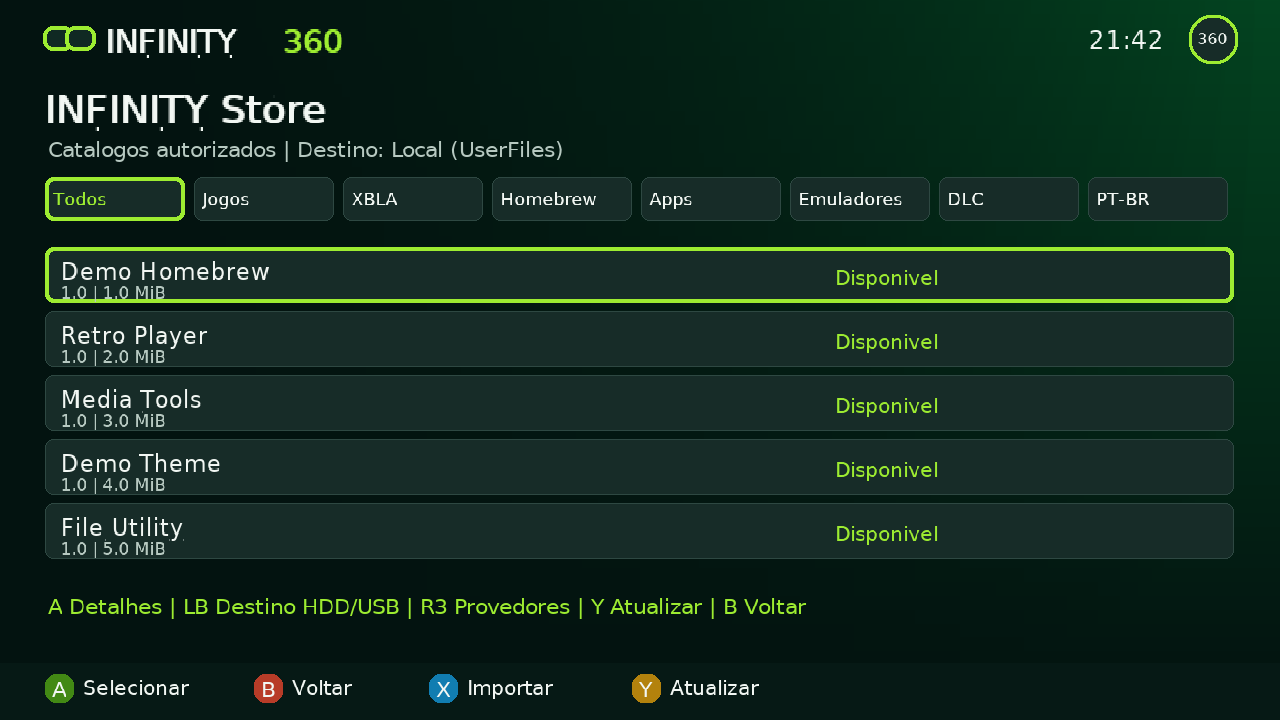 INFINITY 360
21:42 360
INFINITY Store
Catalogos autorizados | Destino: Local (UserFiles)
Todos Jogos XBLA Homebrew Apps Emuladores DLC PT-BR
Demo Homebrew
1.0 | 1.0 MiB
Disponivel
Retro Player
1.0 | 2.0 MiB
Disponivel
Media Tools
1.0 | 3.0 MiB
Disponivel
Demo Theme
1.0 | 4.0 MiB
Disponivel
File Utility
1.0 | 5.0 MiB
Disponivel
A Detalhes | LB Destino HDD/USB | R3 Provedores | Y Atualizar | B Voltar
A Selecionar B Voltar X Importar Y Atualizar